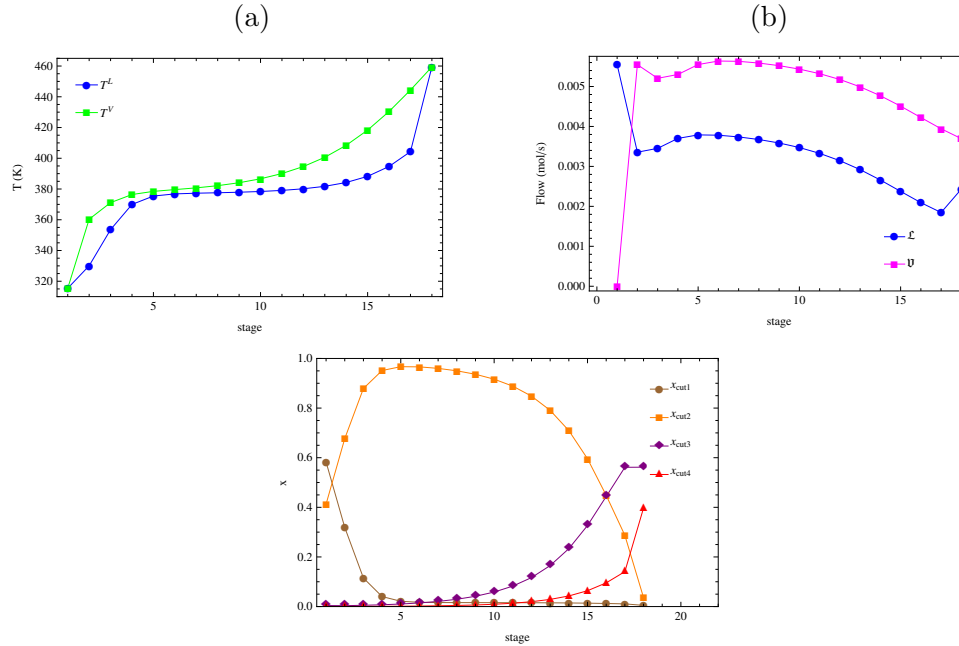 (a)
(b)
T^L
T^V
T (K)
460
440
420
400
380
360
340
320
5
10
15
stage
Flow (mol/s)
0.005
0.004
0.003
0.002
0.001
0.000
0
5
10
15
stage
𝔏
𝔙
x
1.0
0.8
0.6
0.4
0.2
0.0
5
10
15
20
stage
x_cut1
x_cut2
x_cut3
x_cut4